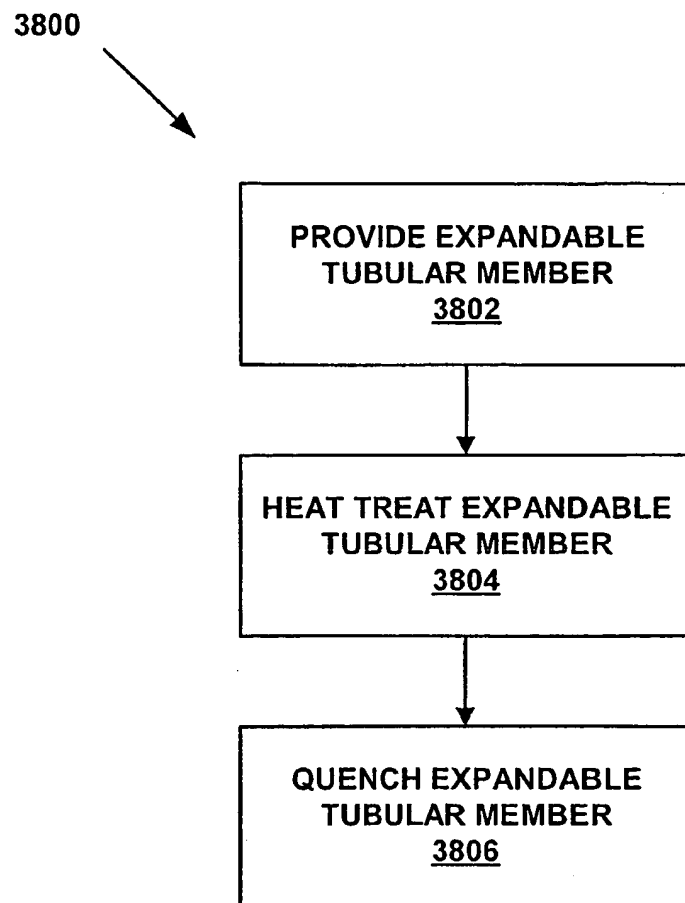 3800
PROVIDE EXPANDABLE
TUBULAR MEMBER
3802
HEAT TREAT EXPANDABLE
TUBULAR MEMBER
3804
QUENCH EXPANDABLE
TUBULAR MEMBER
3806